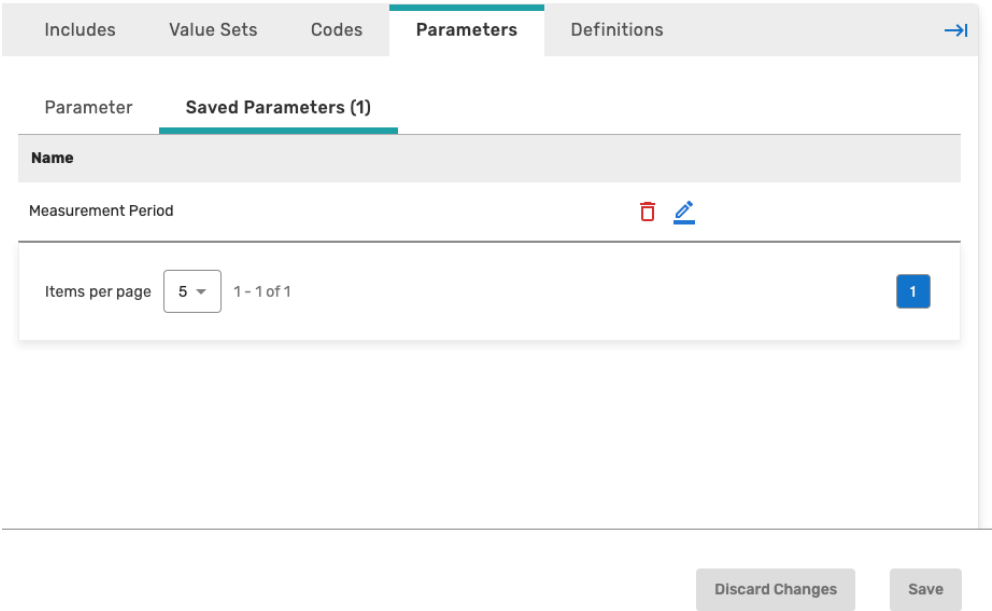 Includes Value Sets Codes Parameters Definitions
Parameter Saved Parameters (1)
Name
Measurement Period
Items per page 5 1 - 1 of 1 1
Discard Changes Save